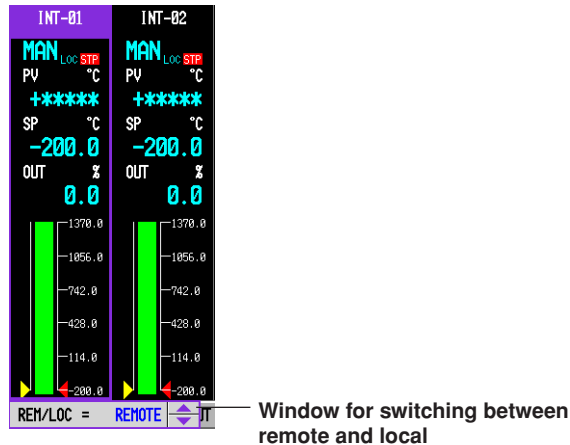 INT-01 INT-02
MAN LOC STP MAN LOC STP
PV °C PV °C
+***** +*****
SP °C SP °C
-200.0 -200.0
OUT % OUT %
0.0 0.0
1370.0 1370.0
1056.0 1056.0
742.0 742.0
428.0 428.0
114.0 114.0
-200.0 -200.0
REM/LOC = REMOTE
Window for switching between
remote and local